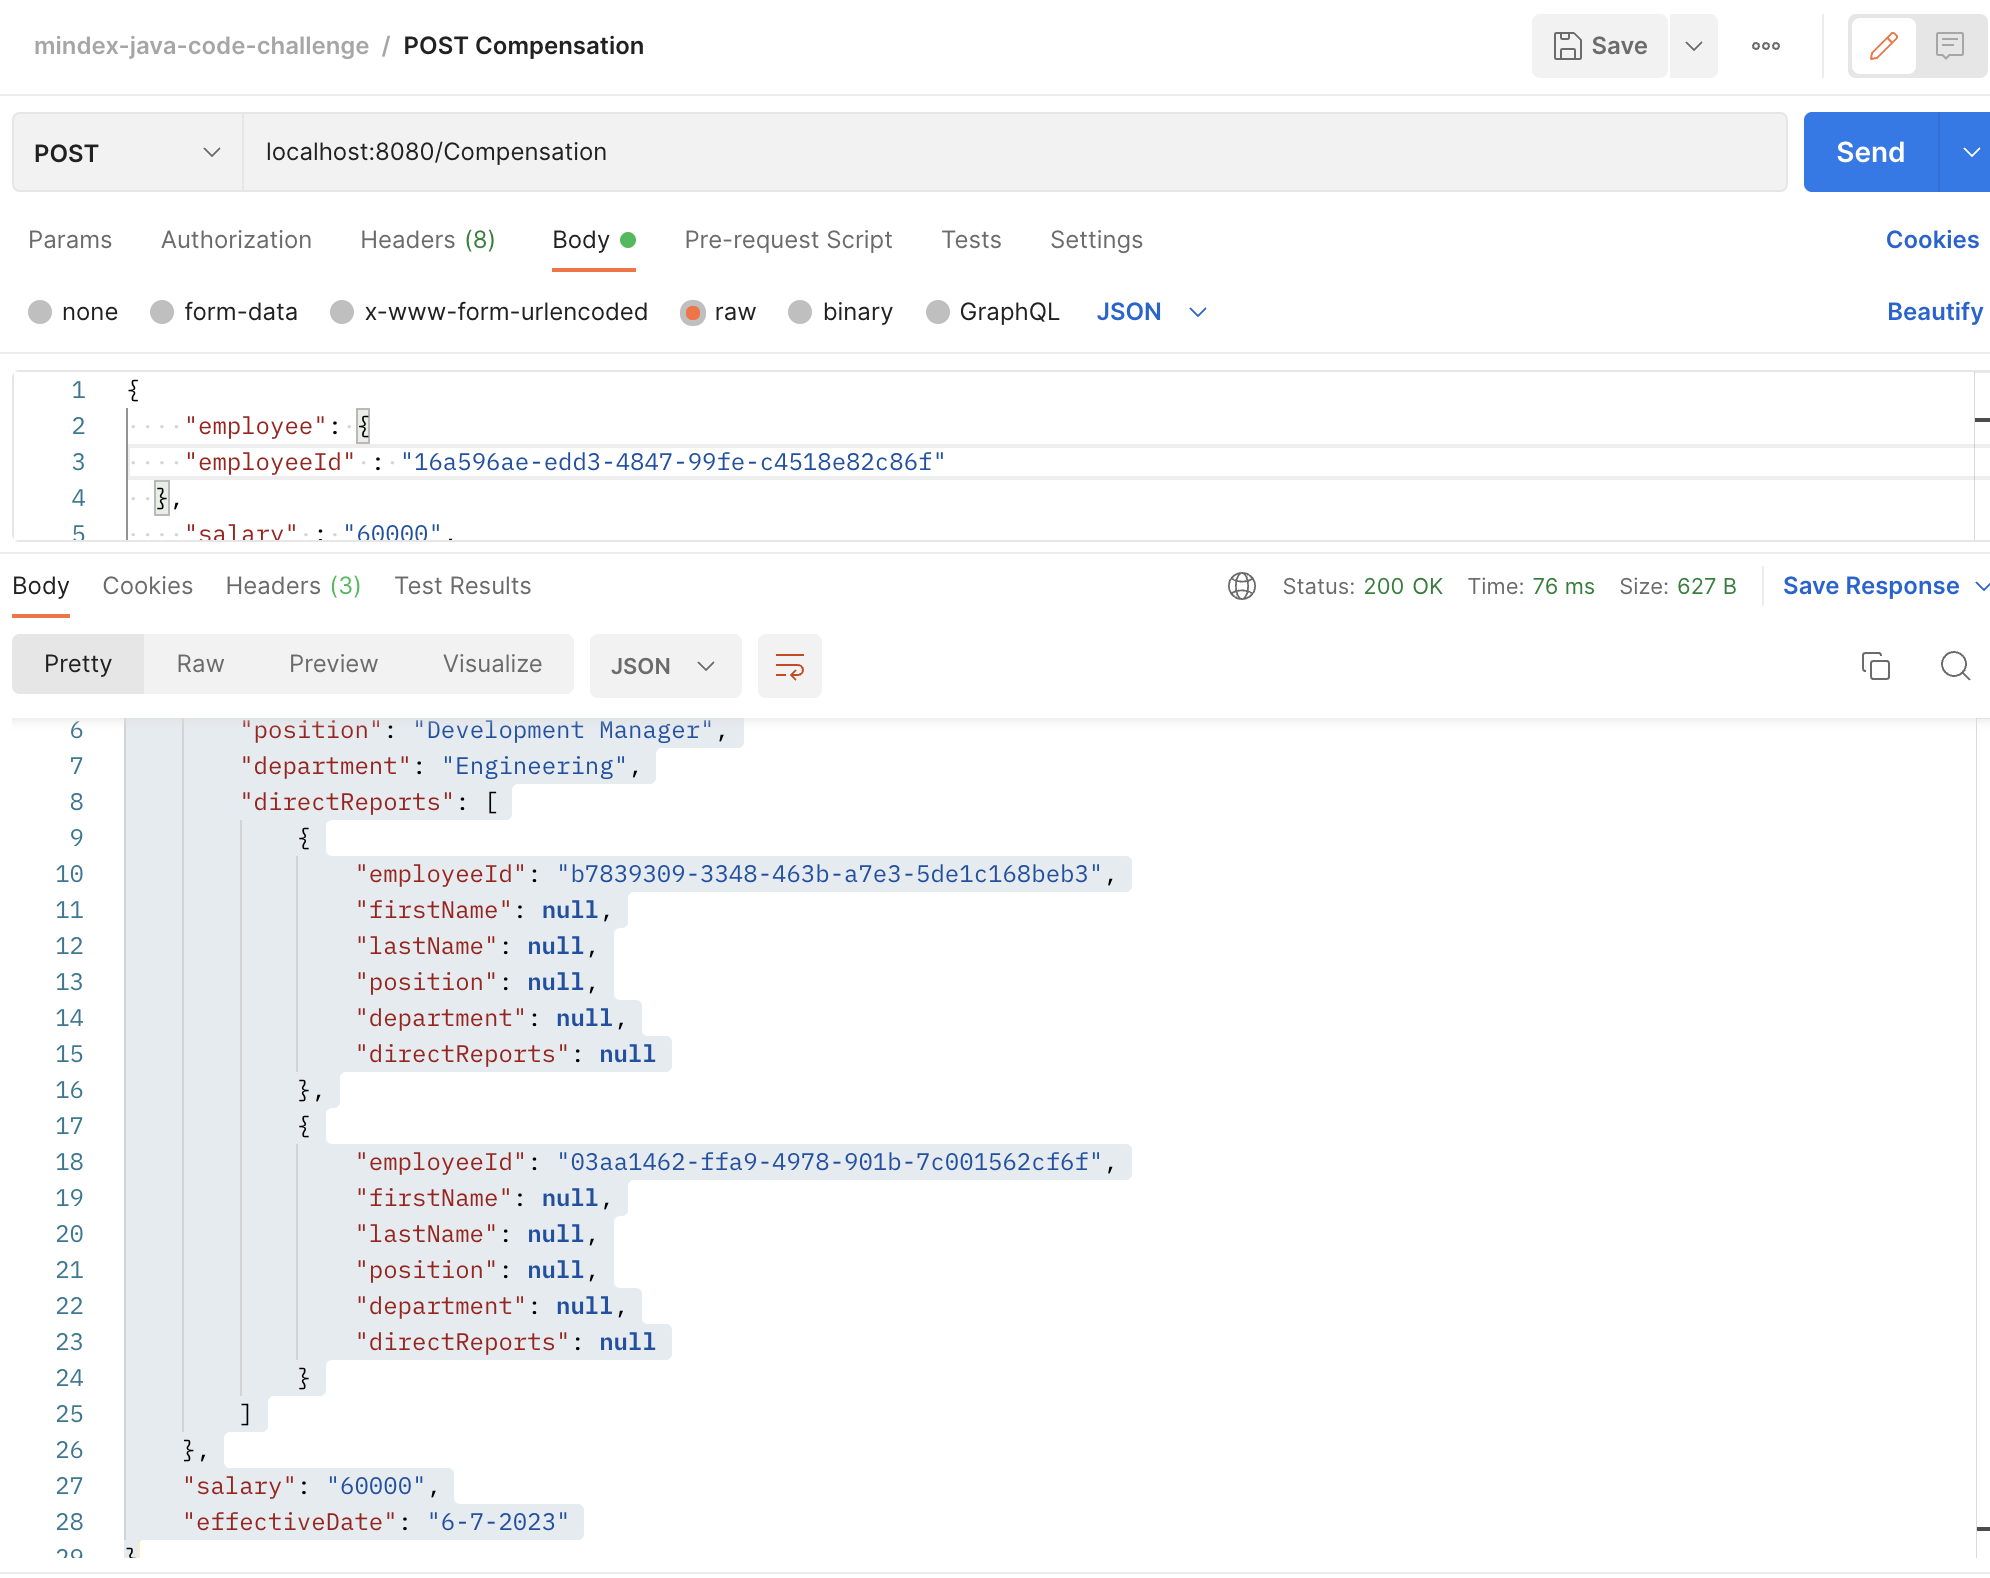 mindex-java-code-challenge / POST Compensation
Save
POST
localhost:8080/Compensation
Send
Params Authorization Headers (8) Body Pre-request Script Tests Settings Cookies
none form-data x-www-form-urlencoded raw binary GraphQL JSON Beautify
1 {
2 "employee": {
3 "employeeId" : "16a596ae-edd3-4847-99fe-c4518e82c86f"
4 },
5 "salary" : "60000",
Body Cookies Headers (3) Test Results Status: 200 OK Time: 76 ms Size: 627 B Save Response
Pretty Raw Preview Visualize JSON
6 "position": "Development Manager",
7 "department": "Engineering",
8 "directReports": [
9 {
10 "employeeId": "b7839309-3348-463b-a7e3-5de1c168beb3",
11 "firstName": null,
12 "lastName": null,
13 "position": null,
14 "department": null,
15 "directReports": null
16 },
17 {
18 "employeeId": "03aa1462-ffa9-4978-901b-7c001562cf6f",
19 "firstName": null,
20 "lastName": null,
21 "position": null,
22 "department": null,
23 "directReports": null
24 }
25 ]
26 },
27 "salary": "60000",
28 "effectiveDate": "6-7-2023"
29 }